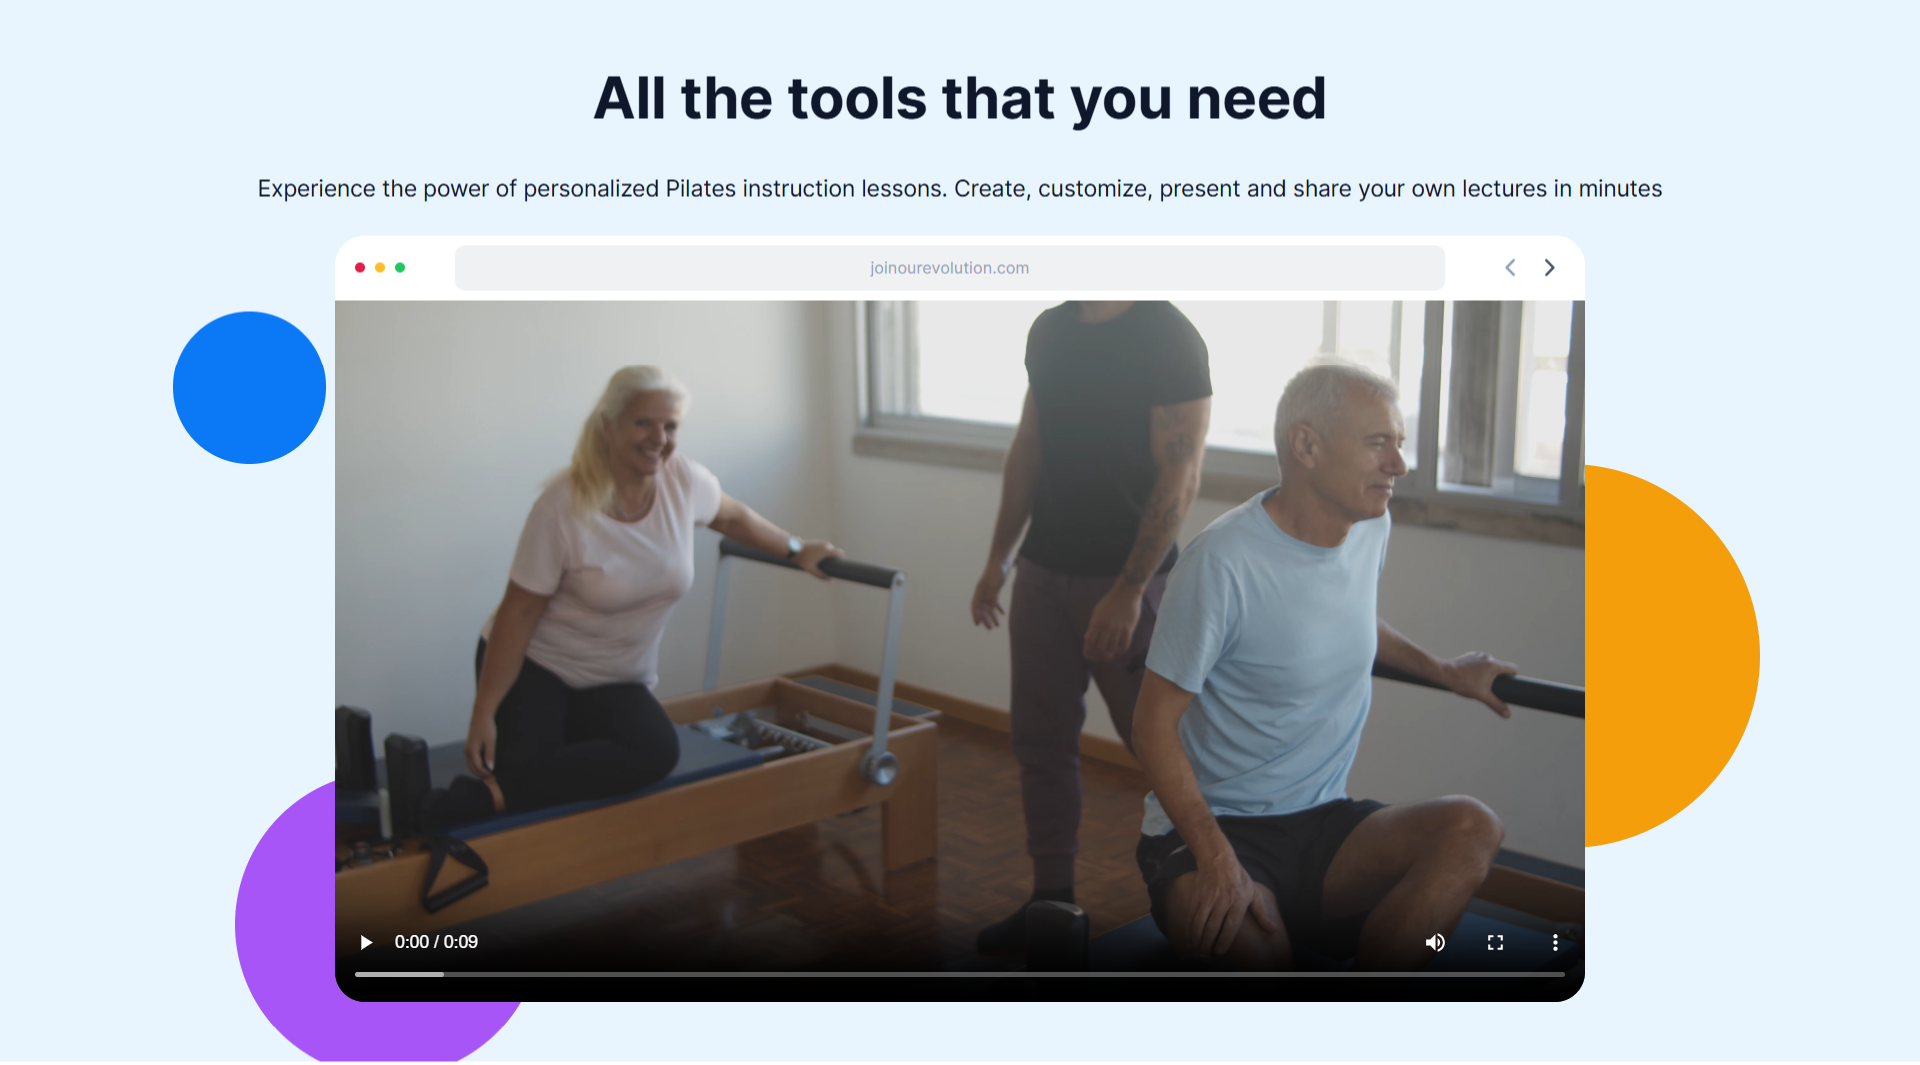 All the tools that you need
Experience the power of personalized Pilates instruction lessons. Create, customize, present and share your own lectures in minutes
joinourevolution.com
0:00 / 0:09